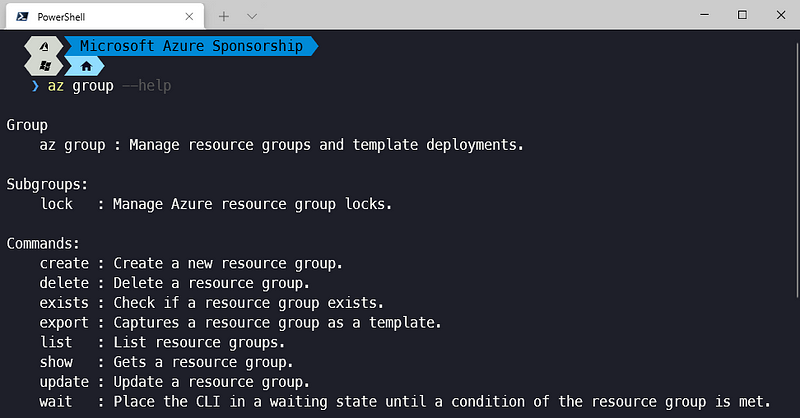 PowerShell
Microsoft Azure Sponsorship
❯ az group --help
Group
az group : Manage resource groups and template deployments.
Subgroups:
lock : Manage Azure resource group locks.
Commands:
create : Create a new resource group.
delete : Delete a resource group.
exists : Check if a resource group exists.
export : Captures a resource group as a template.
list : List resource groups.
show : Gets a resource group.
update : Update a resource group.
wait : Place the CLI in a waiting state until a condition of the resource group is met.